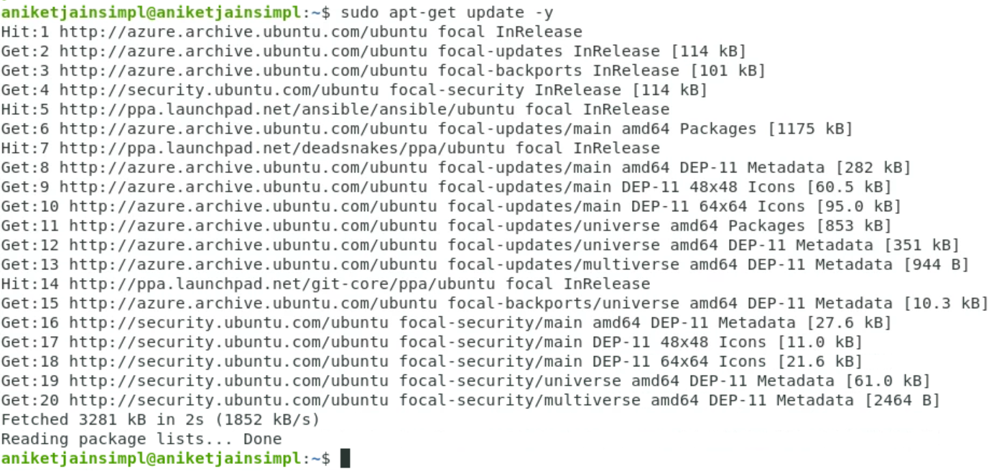 aniketjainsimpl@aniketjainsimpl:~$ sudo apt-get update -y
Hit:1 http://azure.archive.ubuntu.com/ubuntu focal InRelease
Get:2 http://azure.archive.ubuntu.com/ubuntu focal-updates InRelease [114 kB]
Get:3 http://azure.archive.ubuntu.com/ubuntu focal-backports InRelease [101 kB]
Get:4 http://security.ubuntu.com/ubuntu focal-security InRelease [114 kB]
Hit:5 http://ppa.launchpad.net/ansible/ansible/ubuntu focal InRelease
Get:6 http://azure.archive.ubuntu.com/ubuntu focal-updates/main amd64 Packages [1175 kB]
Hit:7 http://ppa.launchpad.net/deadsnakes/ppa/ubuntu focal InRelease
Get:8 http://azure.archive.ubuntu.com/ubuntu focal-updates/main amd64 DEP-11 Metadata [282 kB]
Get:9 http://azure.archive.ubuntu.com/ubuntu focal-updates/main DEP-11 48x48 Icons [60.5 kB]
Get:10 http://azure.archive.ubuntu.com/ubuntu focal-updates/main DEP-11 64x64 Icons [95.0 kB]
Get:11 http://azure.archive.ubuntu.com/ubuntu focal-updates/universe amd64 Packages [853 kB]
Get:12 http://azure.archive.ubuntu.com/ubuntu focal-updates/universe amd64 DEP-11 Metadata [351 kB]
Get:13 http://azure.archive.ubuntu.com/ubuntu focal-updates/multiverse amd64 DEP-11 Metadata [944 B]
Hit:14 http://ppa.launchpad.net/git-core/ppa/ubuntu focal InRelease
Get:15 http://azure.archive.ubuntu.com/ubuntu focal-backports/universe amd64 DEP-11 Metadata [10.3 kB]
Get:16 http://security.ubuntu.com/ubuntu focal-security/main amd64 DEP-11 Metadata [27.6 kB]
Get:17 http://security.ubuntu.com/ubuntu focal-security/main DEP-11 48x48 Icons [11.0 kB]
Get:18 http://security.ubuntu.com/ubuntu focal-security/main DEP-11 64x64 Icons [21.6 kB]
Get:19 http://security.ubuntu.com/ubuntu focal-security/universe amd64 DEP-11 Metadata [61.0 kB]
Get:20 http://security.ubuntu.com/ubuntu focal-security/multiverse amd64 DEP-11 Metadata [2464 B]
Fetched 3281 kB in 2s (1852 kB/s)
Reading package lists... Done
aniketjainsimpl@aniketjainsimpl:~$